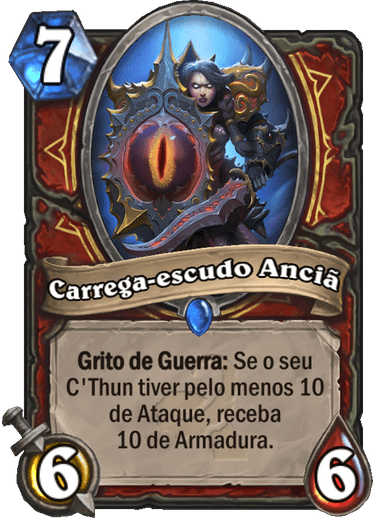 7
Carrega-escudo Anciã
Grito de Guerra: Se o seu
C'Thun tiver pelo menos 10
de Ataque, receba
10 de Armadura.
6
6